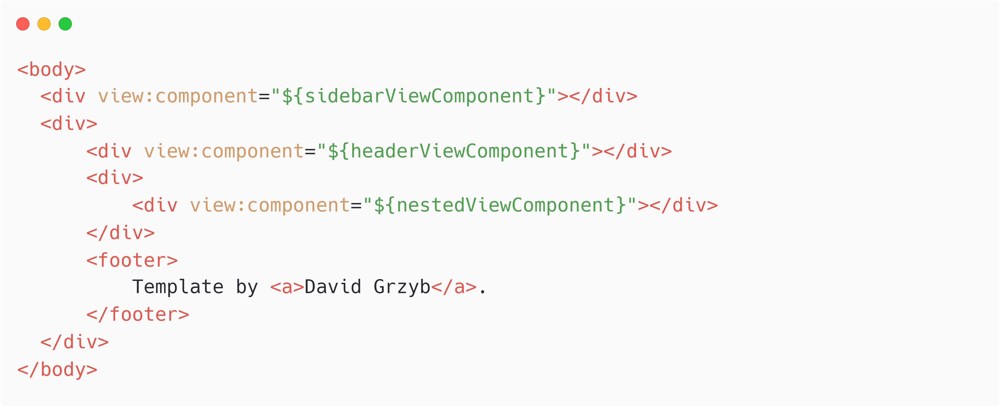 <body>
  <div view:component="${sidebarViewComponent}"></div>
  <div>
      <div view:component="${headerViewComponent}"></div>
      <div>
          <div view:component="${nestedViewComponent}"></div>
      </div>
      <footer>
          Template by <a>David Grzyb</a>.
      </footer>
  </div>
</body>